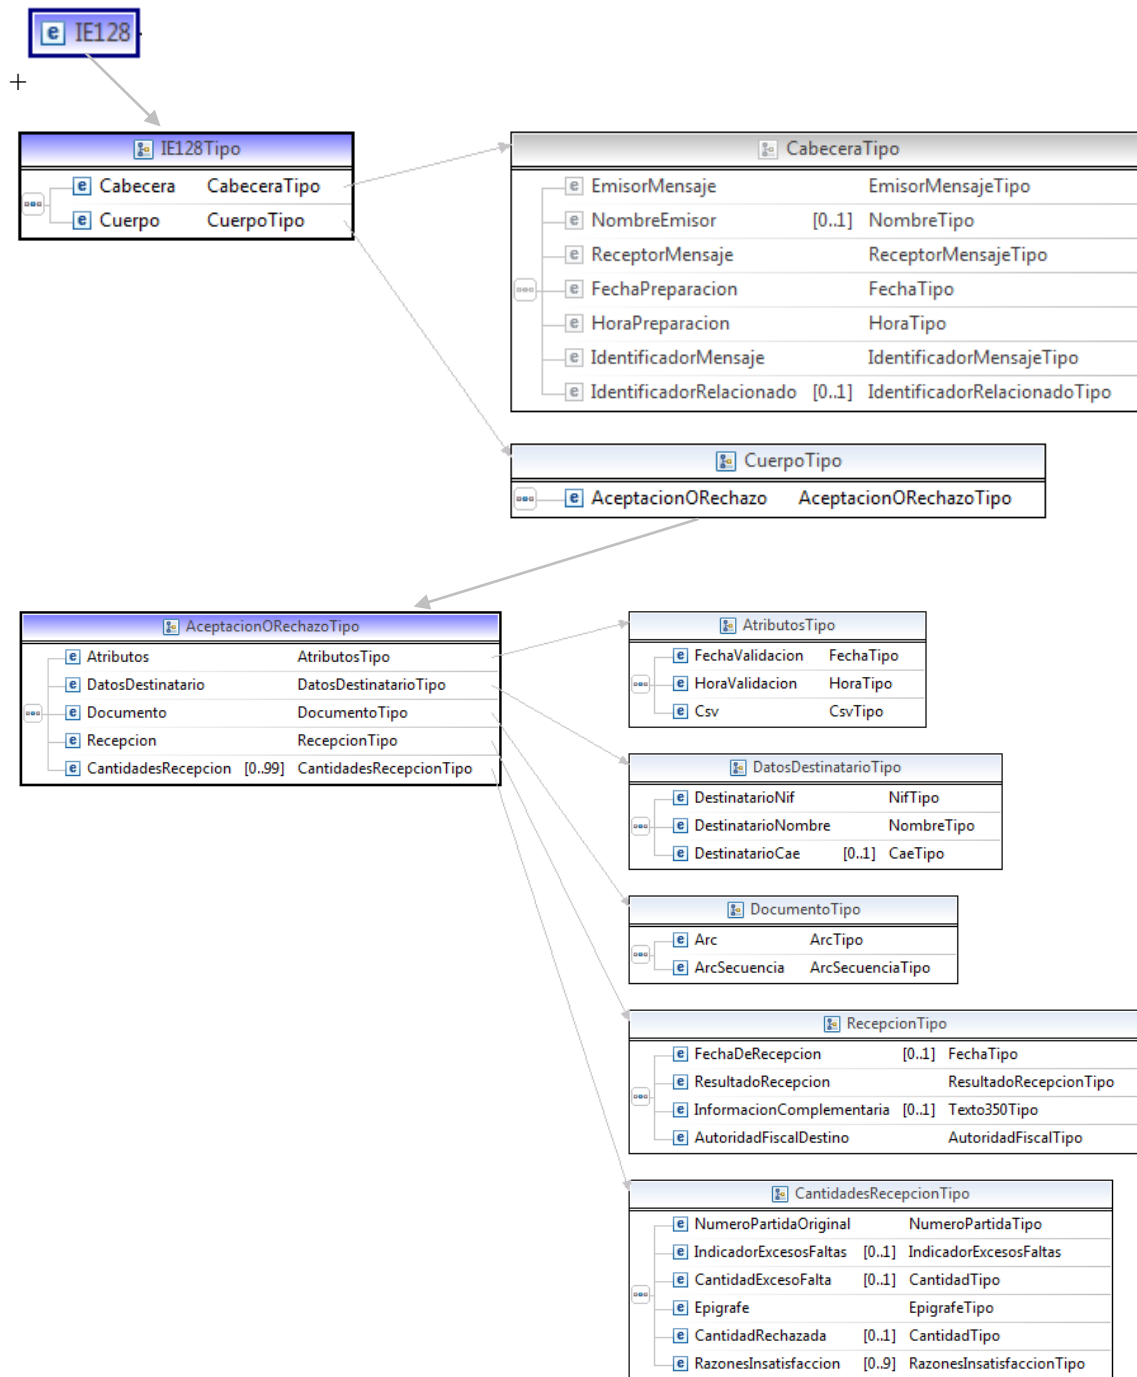 IE128
IE128Tipo
Cabecera CabeceraTipo
Cuerpo CuerpoTipo
CabeceraTipo
EmisorMensaje EmisorMensajeTipo
NombreEmisor [0..1] NombreTipo
ReceptorMensaje ReceptorMensajeTipo
FechaPreparacion FechaTipo
HoraPreparacion HoraTipo
IdentificadorMensaje IdentificadorMensajeTipo
IdentificadorRelacionado [0..1] IdentificadorRelacionadoTipo
CuerpoTipo
AceptacionORechazo AceptacionORechazoTipo
AceptacionORechazoTipo
Atributos AtributosTipo
DatosDestinatario DatosDestinatarioTipo
Documento DocumentoTipo
Recepcion RecepcionTipo
CantidadesRecepcion [0..99] CantidadesRecepcionTipo
AtributosTipo
FechaValidacion FechaTipo
HoraValidacion HoraTipo
Csv CsvTipo
DatosDestinatarioTipo
DestinatarioNif NifTipo
DestinatarioNombre NombreTipo
DestinatarioCae [0..1] CaeTipo
DocumentoTipo
Arc ArcTipo
ArcSecuencia ArcSecuenciaTipo
RecepcionTipo
FechaDeRecepcion [0..1] FechaTipo
ResultadoRecepcion ResultadoRecepcionTipo
InformacionComplementaria [0..1] Texto350Tipo
AutoridadFiscalDestino AutoridadFiscalTipo
CantidadesRecepcionTipo
NumeroPartidaOriginal NumeroPartidaTipo
IndicadorExcesosFaltas [0..1] IndicadorExcesosFaltas
CantidadExcesoFalta [0..1] CantidadTipo
Epigrafe EpigrafeTipo
CantidadRechazada [0..1] CantidadTipo
RazonesInsatisfaccion [0..9] RazonesInsatisfaccionTipo